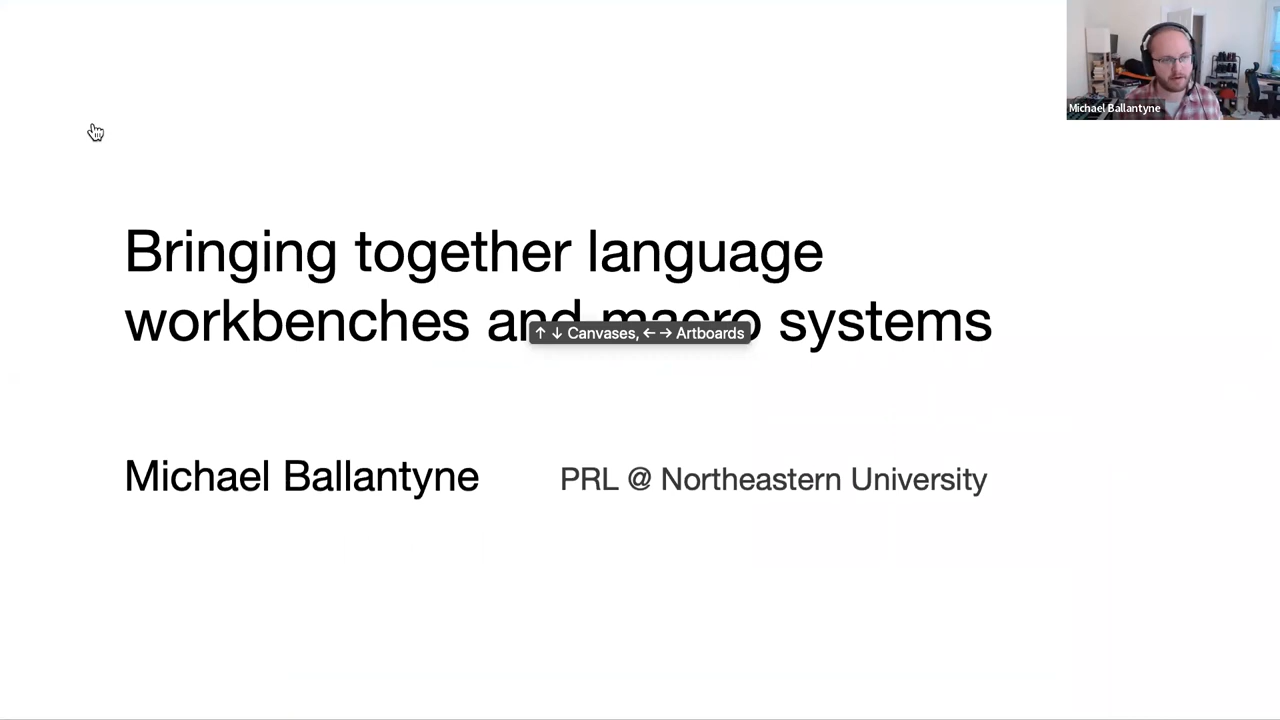 Michael Ballantyne
Bringing together language
workbenches and macro systems
↑ ↓ Canvases, ← → Artboards
Michael Ballantyne
PRL @ Northeastern University